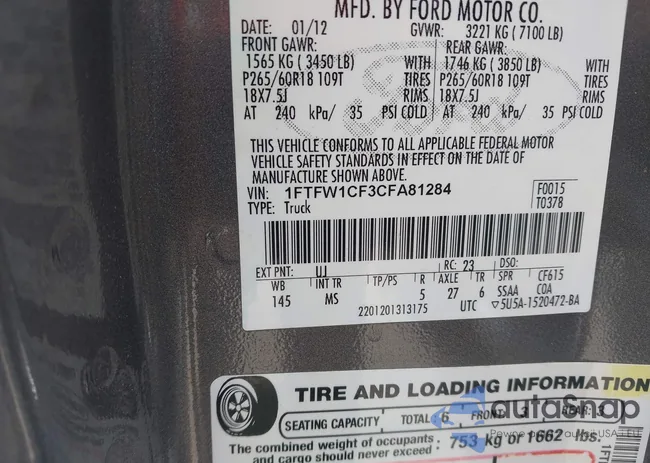 MFD. BY FORD MOTOR CO.
DATE: 01/12 GVWR: 3221 KG ( 7100 LB)
FRONT GAWR: REAR GAWR:
1565 KG ( 3450 LB) WITH 1746 KG ( 3850 LB) WITH
P265/60R18 109T TIRES P265/60R18 109T TIRES
18X7.5J RIMS 18X7.5J RIMS
AT 240 kPa/ 35 PSI COLD AT 240 kPa/ 35 PSI COLD
THIS VEHICLE CONFORMS TO ALL APPLICABLE FEDERAL MOTOR
VEHICLE SAFETY STANDARDS IN EFFECT ON THE DATE OF
MANUFACTURE SHOWN ABOVE.
VIN: 1FTFW1CF3CFA81284 F0015
TYPE: Truck T0378
EXT PNT: UJ RC: 23 DSO:
WB INT TR TP/PS R AXLE TR SPR CF615
145 MS 5 27 6 SSAA COA
2201201313175 UTC ▽5U5A-1520472-BA
TIRE AND LOADING INFORMATION
SEATING CAPACITY TOTAL 6 FRONT 3 REAR: 3
autoSnap
The combined weight of occupants : 753 kg or 1662 lbs.
and cargo should never exceed :